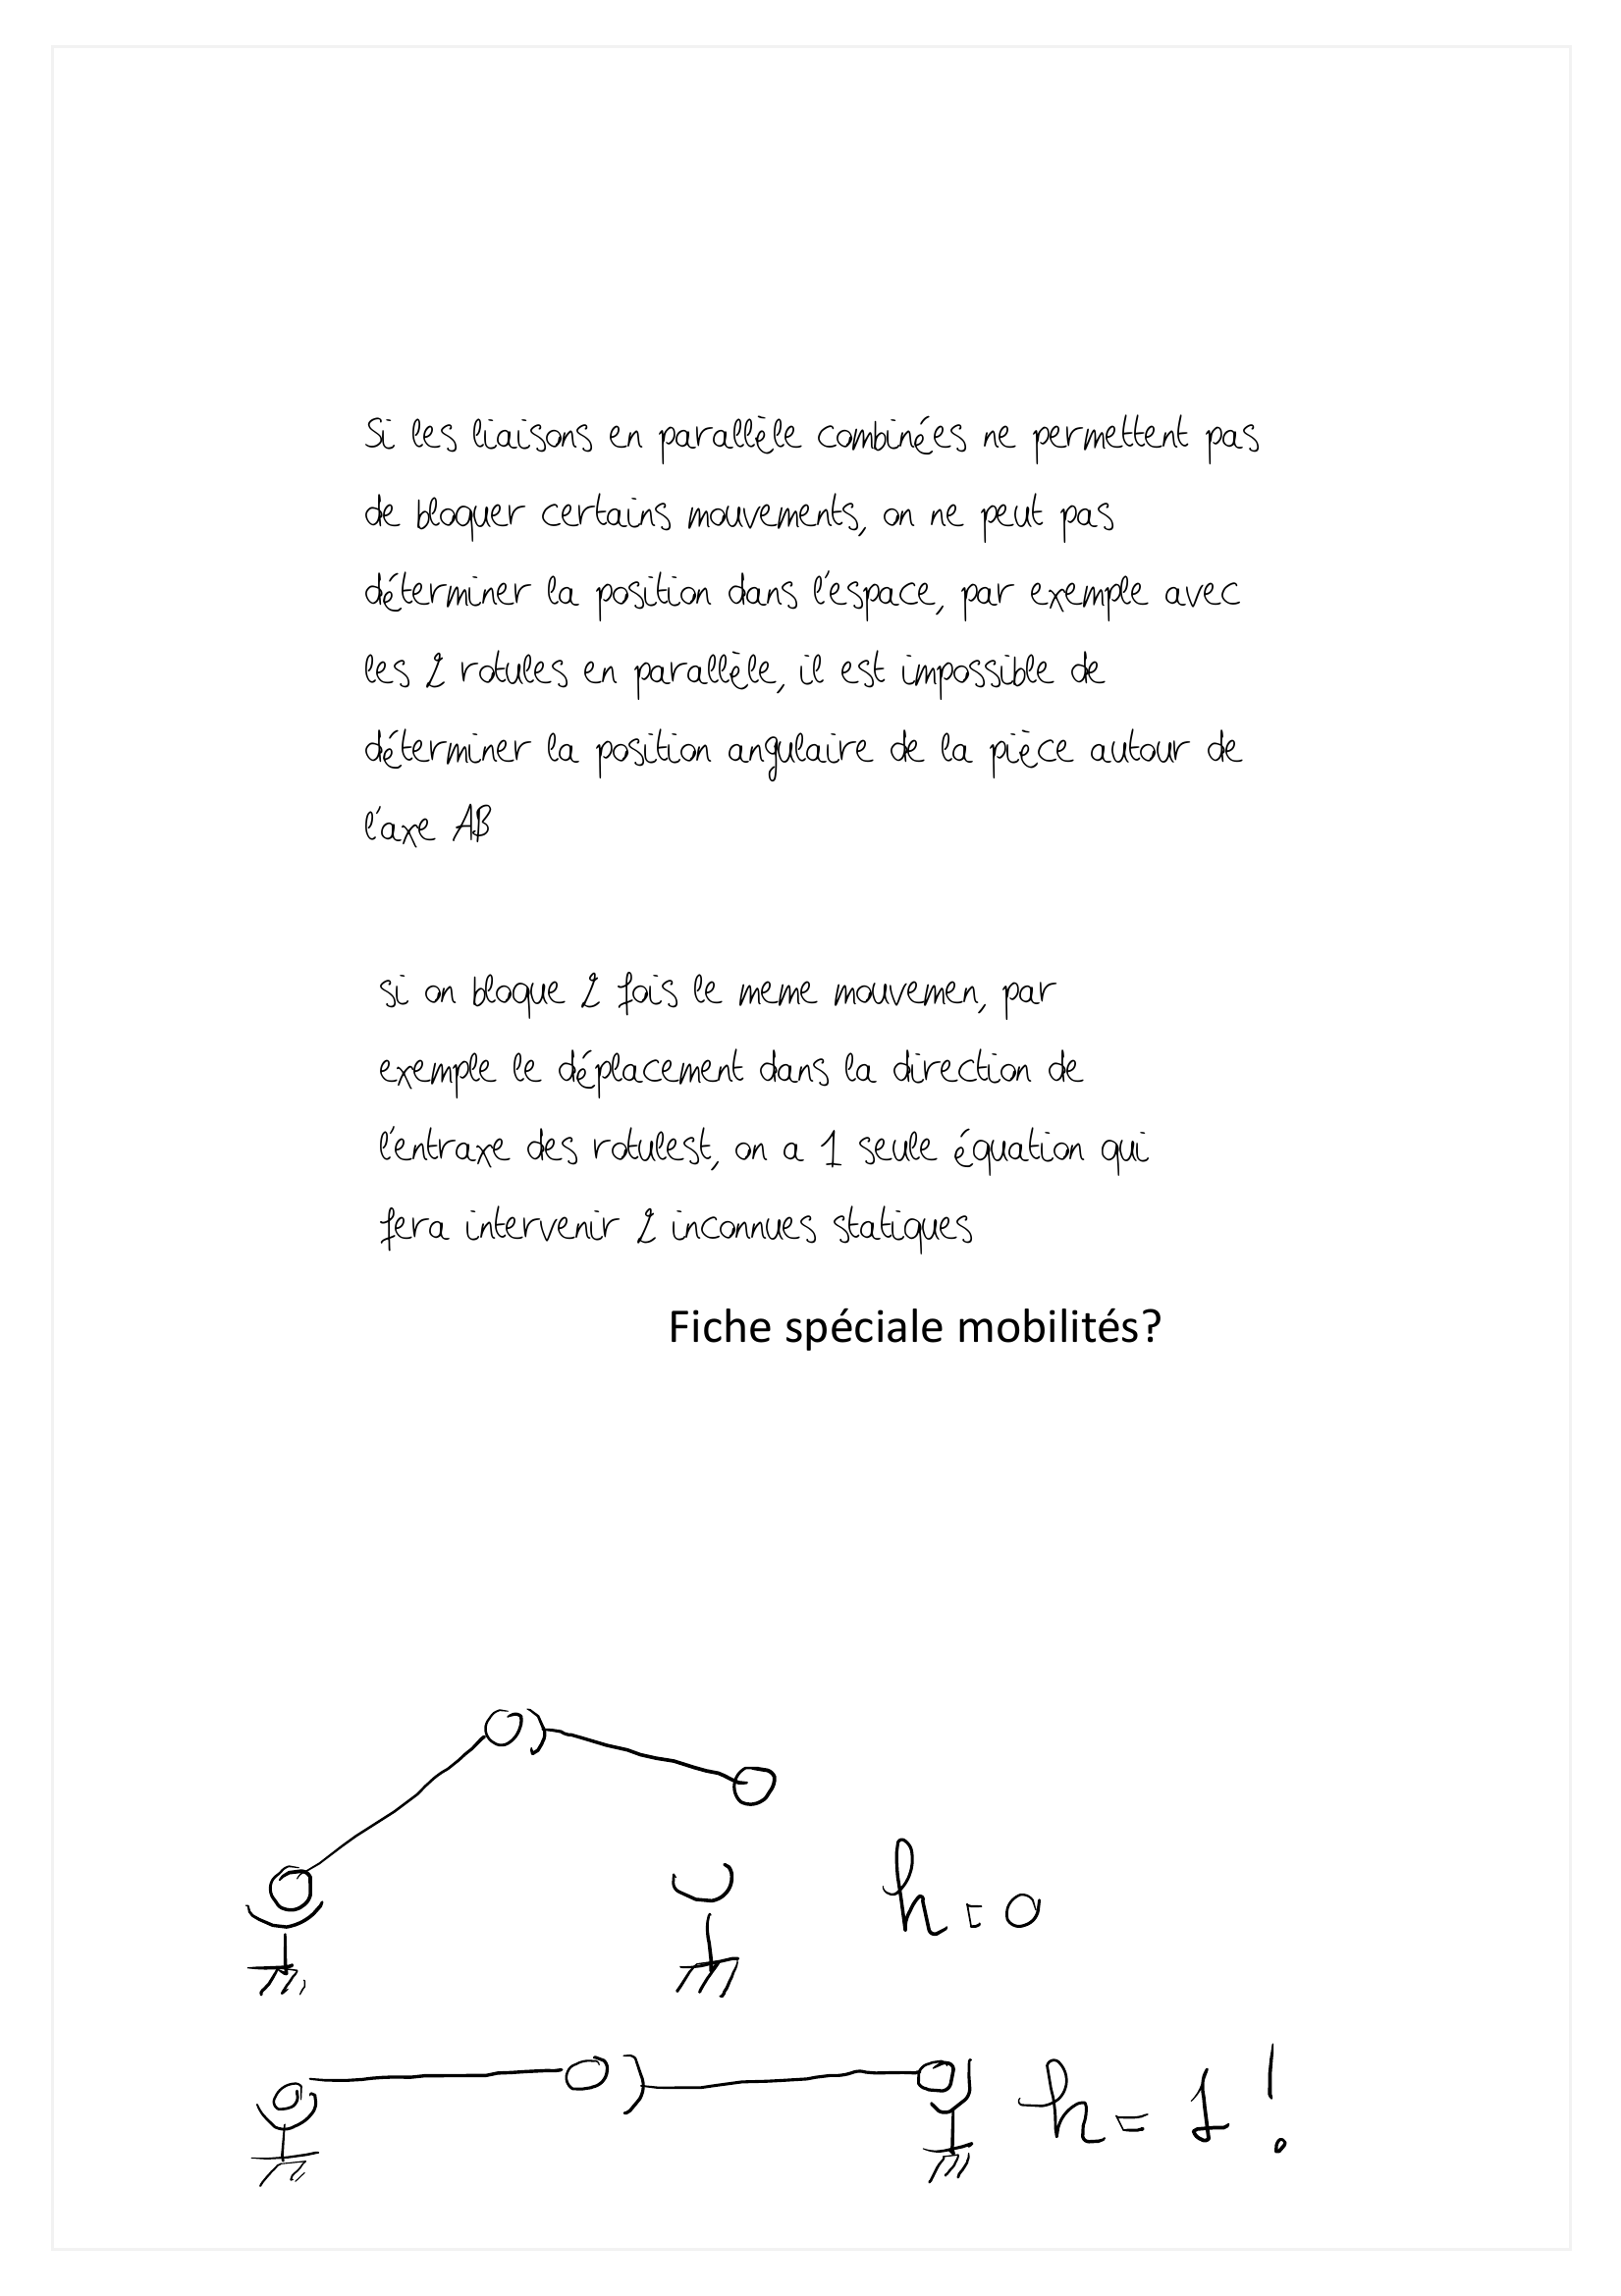 Si les liaisons en parallèle combinées ne permettent pas
de bloquer certains mouvements, on ne peut pas
déterminer la position dans l'espace, par exemple avec
les 2 rotules en parallèle, il est impossible de
déterminer la position angulaire de la pièce autour de
l'axe AB
si on bloque 2 fois le meme mouvemen, par
exemple le déplacement dans la direction de
l'entraxe des rotulest, on a 1 seule équation qui
fera intervenir 2 inconnues statiques
Fiche spéciale mobilités?
h = 0
h = 1 !